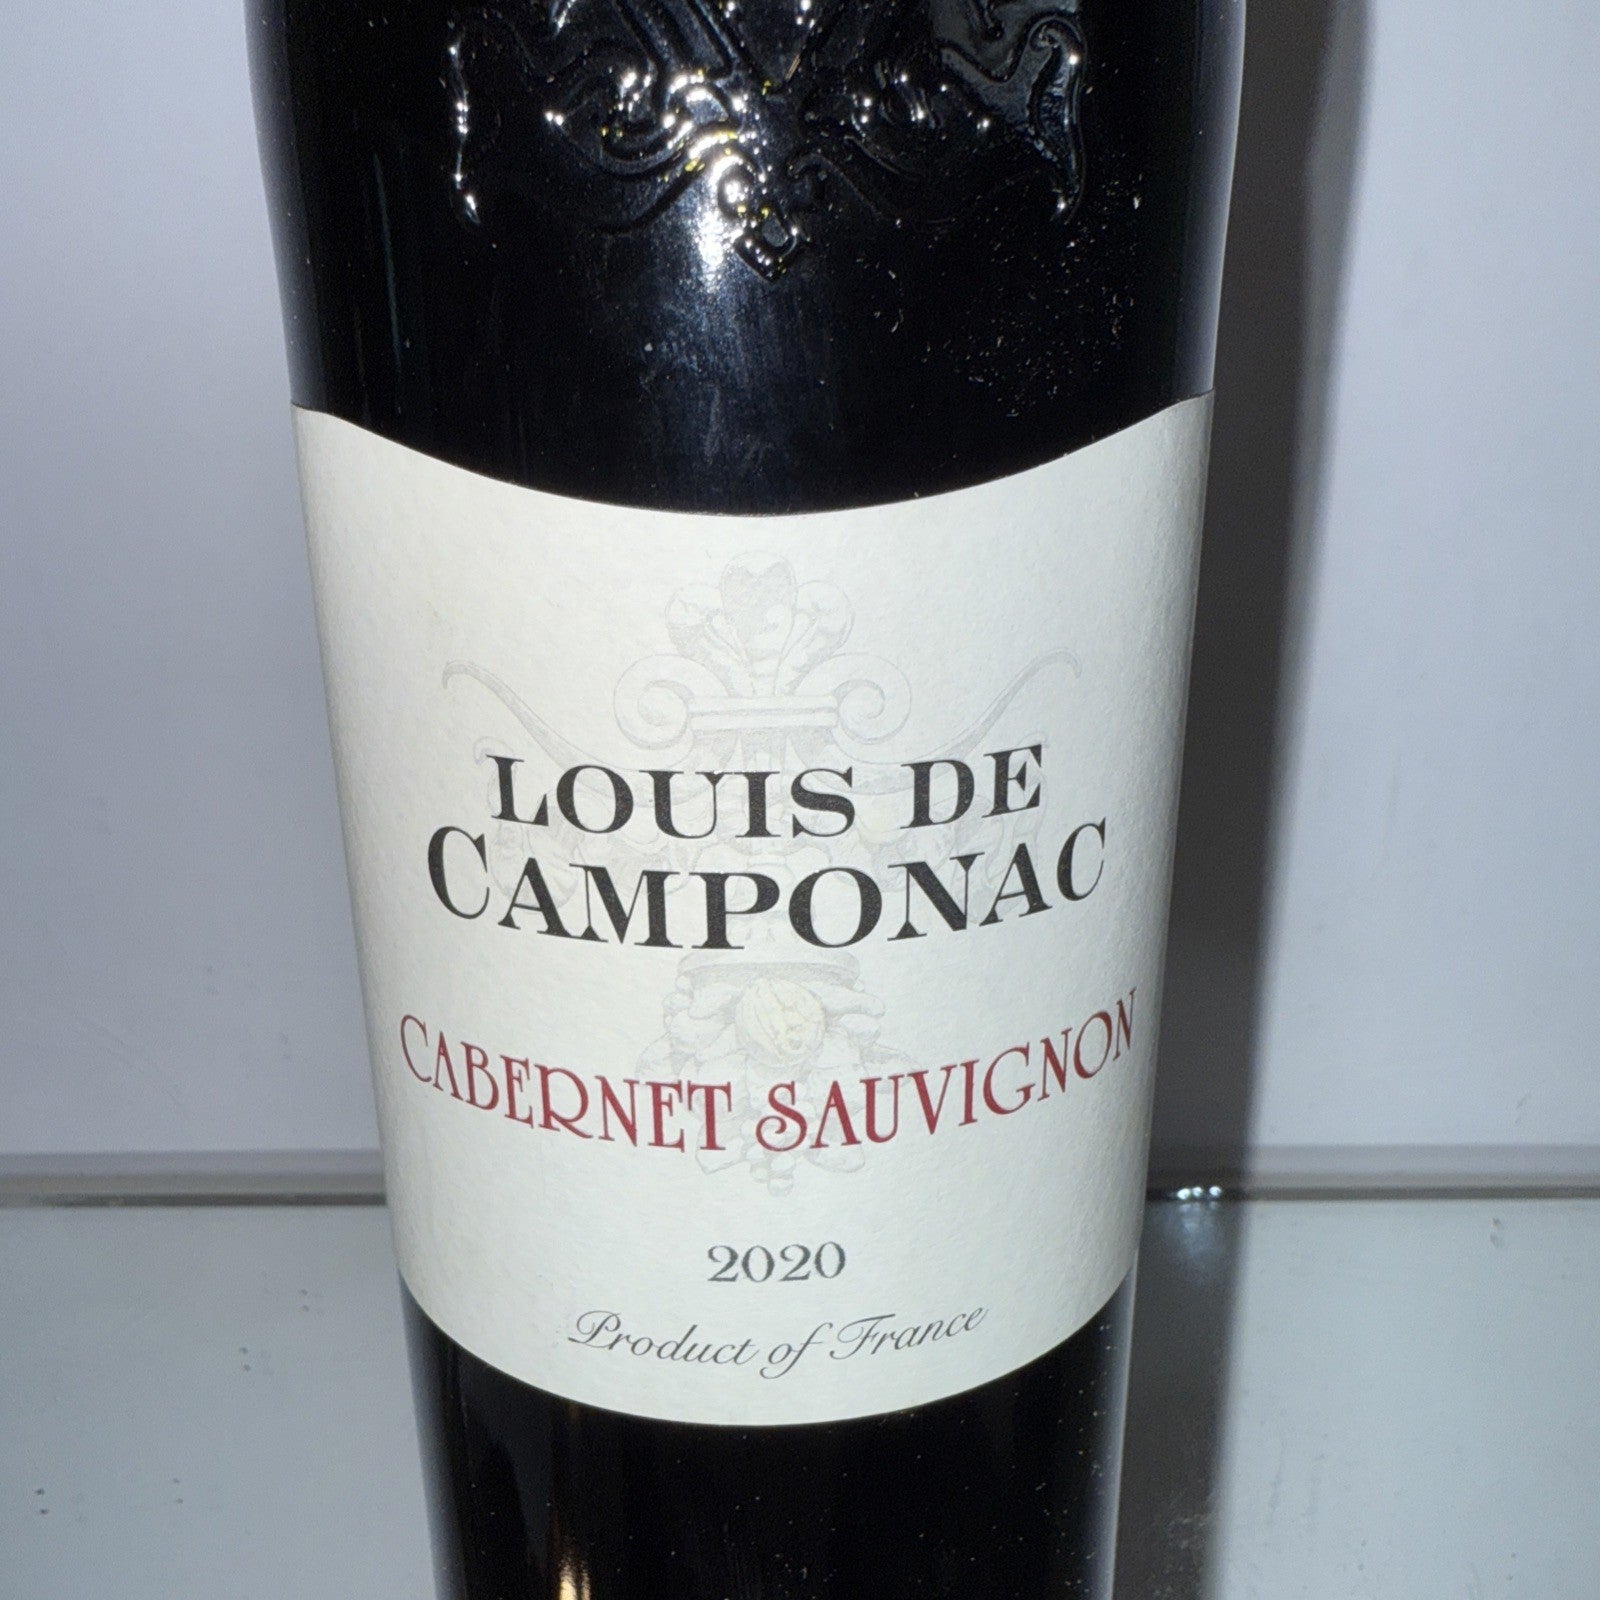 LOUIS DE
CAMPONAC
CABERNET SAUVIGNON
2020
Product of France